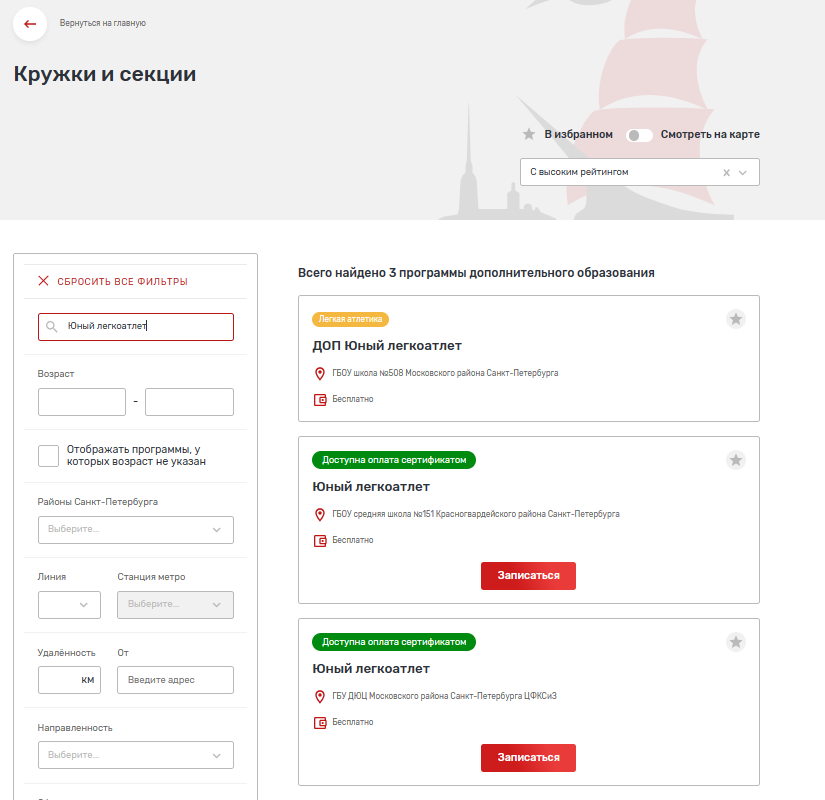 Вернуться на главную
Кружки и секции
В избранном
Смотреть на карте
С высоким рейтингом
СБРОСИТЬ ВСЕ ФИЛЬТРЫ
Юный легкоатлет
Возраст
-
Отображать программы, у
которых возраст не указан
Районы Санкт-Петербурга
Выберите...
Линия
Станция метро
Выберите...
Удалённость
От
км
Введите адрес
Направленность
Выберите...
Всего найдено 3 программы дополнительного образования
Легкая атлетика
ДОП Юный легкоатлет
ГБОУ школа №508 Московского района Санкт-Петербурга
Бесплатно
Доступна оплата сертификатом
Юный легкоатлет
ГБОУ средняя школа №151 Красногвардейского района Санкт-Петербурга
Бесплатно
Записаться
Доступна оплата сертификатом
Юный легкоатлет
ГБУ ДЮЦ Московского района Санкт-Петербурга ЦФКСиЗ
Бесплатно
Записаться